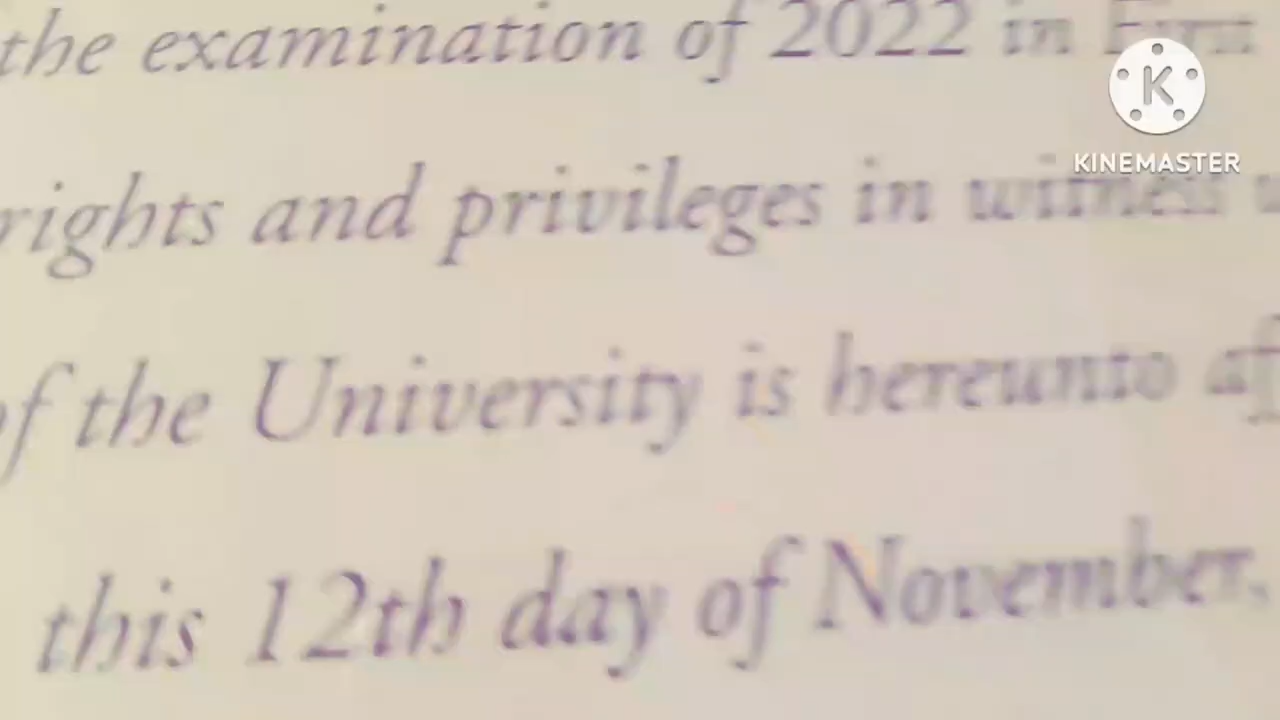 the examination of 2022 in First
K
KINEMASTER
rights and privileges in witness
of the University is hereunto
this 12th day of November,